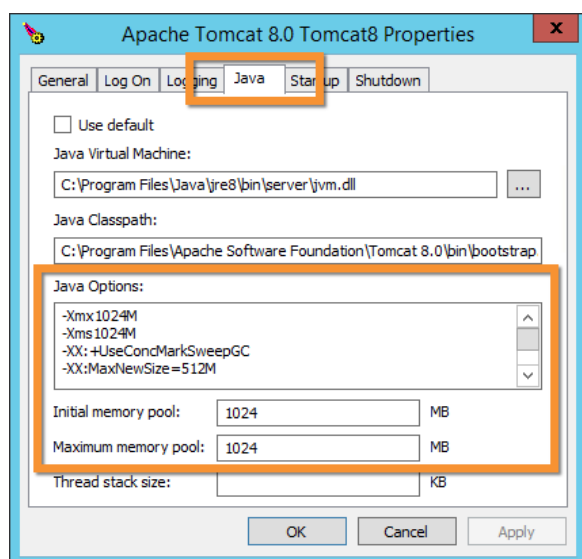 Apache Tomcat 8.0 Tomcat8 Properties
x
General Log On Logging Java Startup Shutdown
Use default
Java Virtual Machine:
C:\Program Files\Java\jre8\bin\server\jvm.dll
...
Java Classpath:
C:\Program Files\Apache Software Foundation\Tomcat 8.0\bin\bootstrap
Java Options:
-Xmx1024M
-Xms1024M
-XX:+UseConcMarkSweepGC
-XX:MaxNewSize=512M
Initial memory pool: 1024 MB
Maximum memory pool: 1024 MB
Thread stack size: KB
OK Cancel Apply